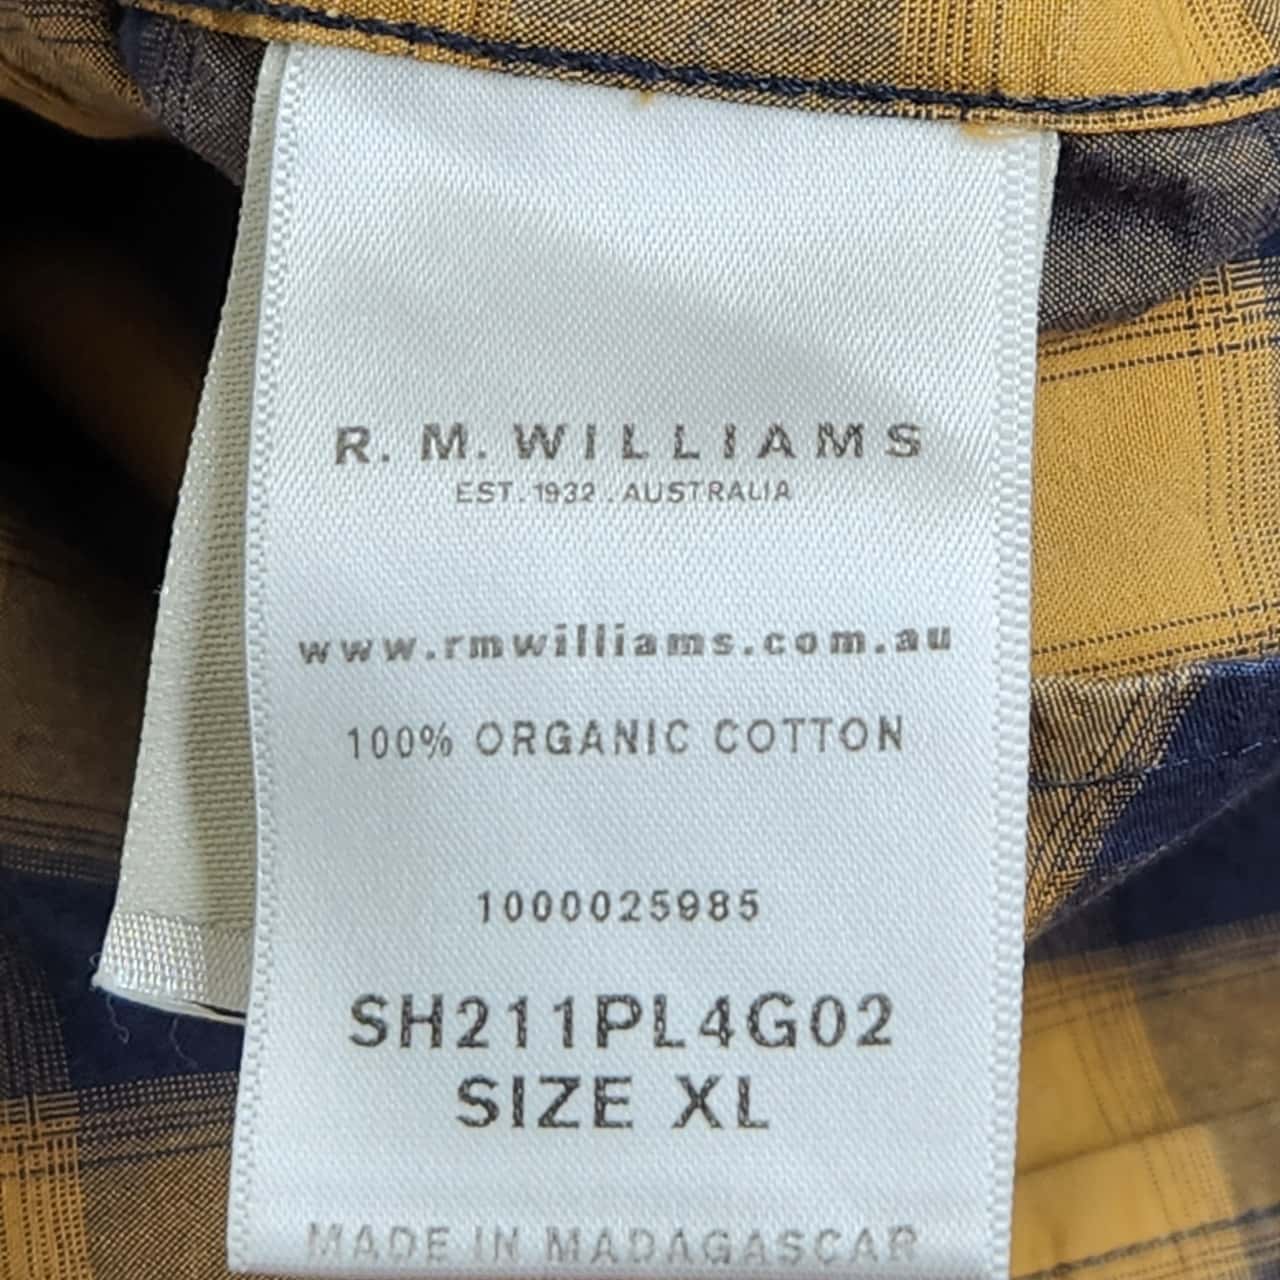 R. M. WILLIAMS
EST. 1932 . AUSTRALIA
www.rmwilliams.com.au
100% ORGANIC COTTON
1000025985
SH211PL4G02
SIZE XL
MADE IN MADAGASCAR